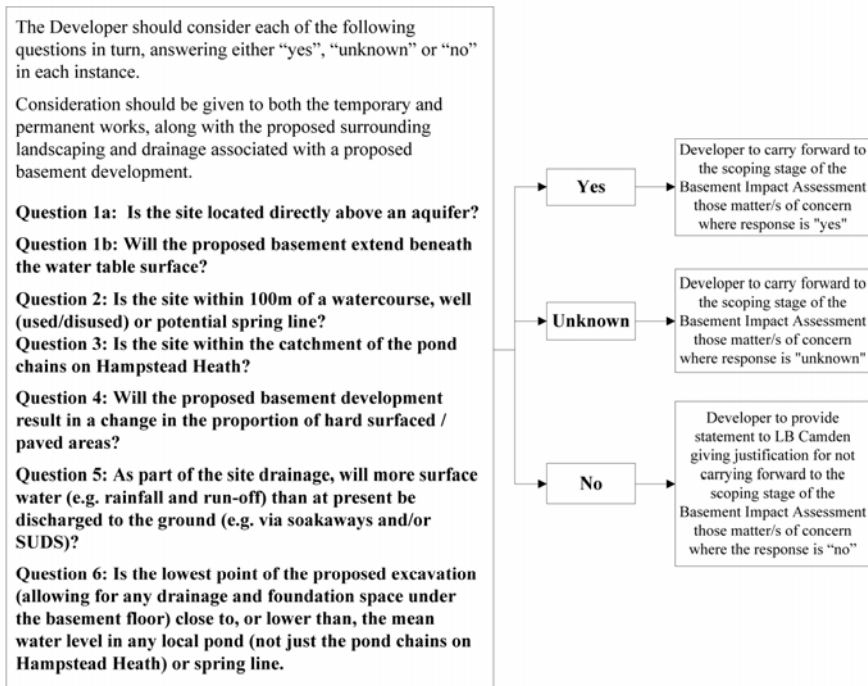 The Developer should consider each of the following
questions in turn, answering either “yes”, “unknown” or “no”
in each instance.
Consideration should be given to both the temporary and
permanent works, along with the proposed surrounding
landscaping and drainage associated with a proposed
basement development.
Question 1a:  Is the site located directly above an aquifer?
Question 1b: Will the proposed basement extend beneath
the water table surface?
Question 2: Is the site within 100m of a watercourse, well
(used/disused) or potential spring line?
Question 3: Is the site within the catchment of the pond
chains on Hampstead Heath?
Question 4: Will the proposed basement development
result in a change in the proportion of hard surfaced /
paved areas?
Question 5: As part of the site drainage, will more surface
water (e.g. rainfall and run-off) than at present be
discharged to the ground (e.g. via soakaways and/or
SUDS)?
Question 6: Is the lowest point of the proposed excavation
(allowing for any drainage and foundation space under
the basement floor) close to, or lower than, the mean
water level in any local pond (not just the pond chains on
Hampstead Heath) or spring line.
Yes
Developer to carry forward to
the scoping stage of the
Basement Impact Assessment
those matter/s of concern
where response is "yes"
Unknown
Developer to carry forward to
the scoping stage of the
Basement Impact Assessment
those matter/s of concern
where response is "unknown"
No
Developer to provide
statement to LB Camden
giving justification for not
carrying forward to the
scoping stage of the
Basement Impact Assessment
those matter/s of concern
where the response is “no”